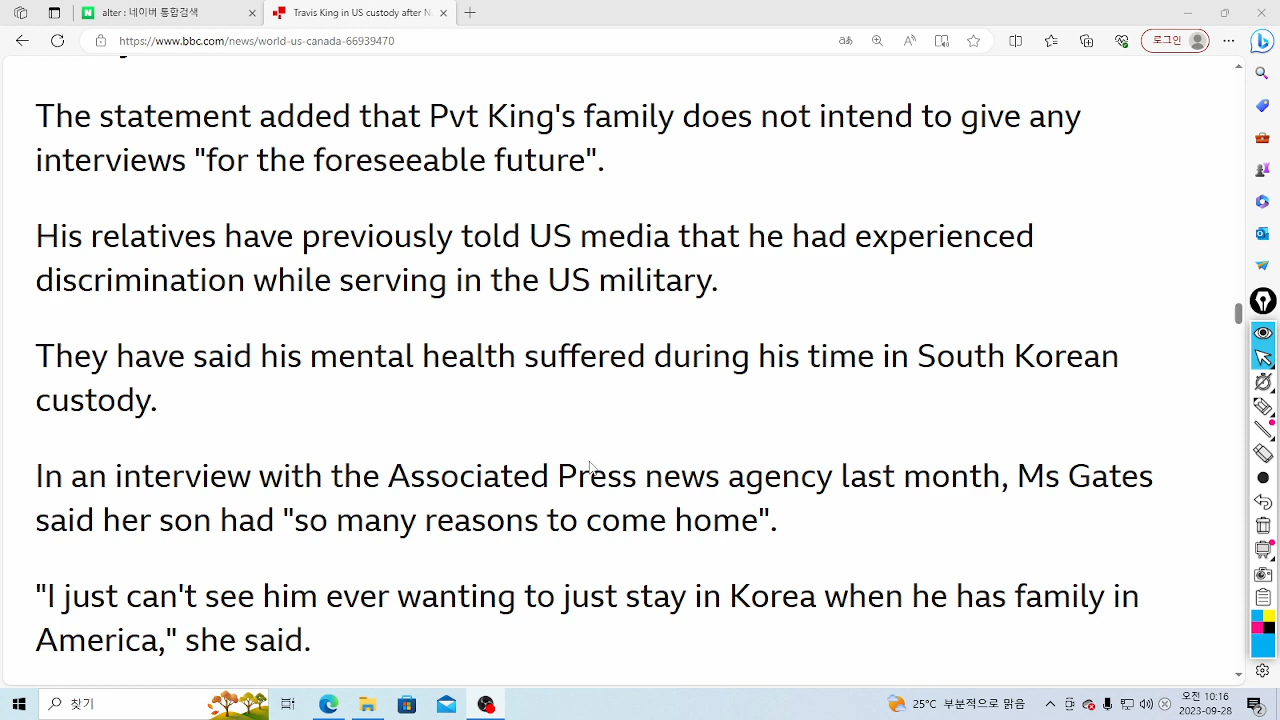 alter : 네이버 통합검색
Travis King in US custody after N
https://www.bbc.com/news/world-us-canada-66939470
로그인
The statement added that Pvt King's family does not intend to give any
interviews "for the foreseeable future".
His relatives have previously told US media that he had experienced
discrimination while serving in the US military.
They have said his mental health suffered during his time in South Korean
custody.
In an interview with the Associated Press news agency last month, Ms Gates
said her son had "so many reasons to come home".
"I just can't see him ever wanting to just stay in Korea when he has family in
America," she said.
찾기
25°C 부분적으로 맑음
오전 10:16
2023-09-28
2